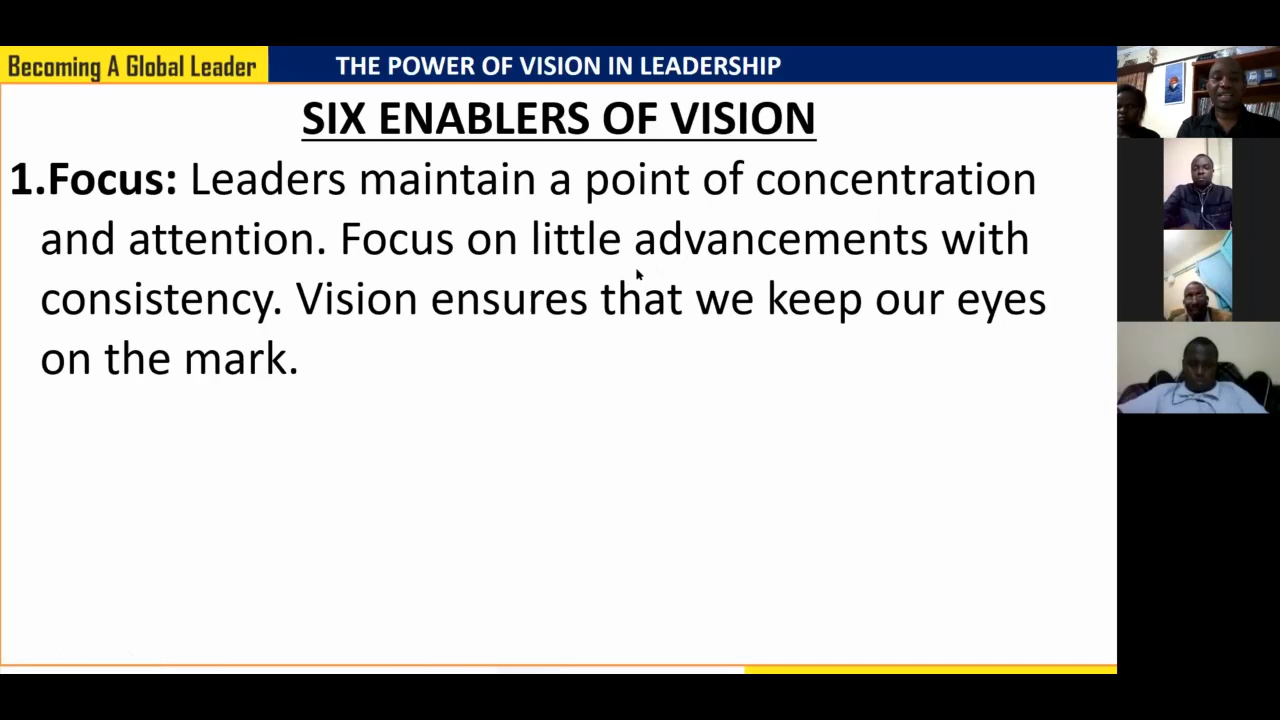 Becoming A Global Leader
THE POWER OF VISION IN LEADERSHIP
SIX ENABLERS OF VISION
1.Focus: Leaders maintain a point of concentration
and attention. Focus on little advancements with
consistency. Vision ensures that we keep our eyes
on the mark.